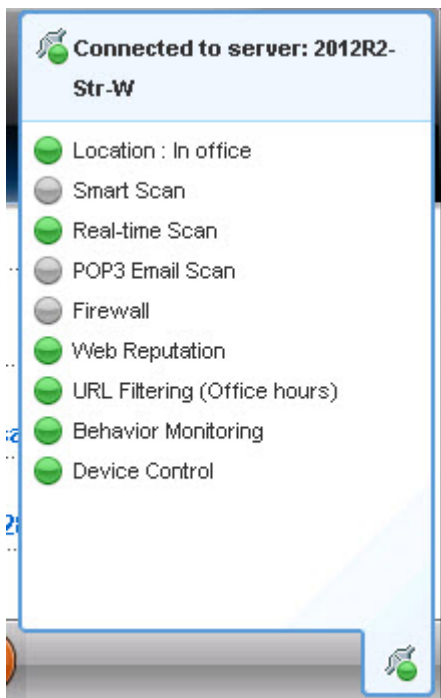 Connected to server: 2012R2-
Str-W
Location : In office
Smart Scan
Real-time Scan
POP3 Email Scan
Firewall
Web Reputation
URL Filtering (Office hours)
Behavior Monitoring
Device Control